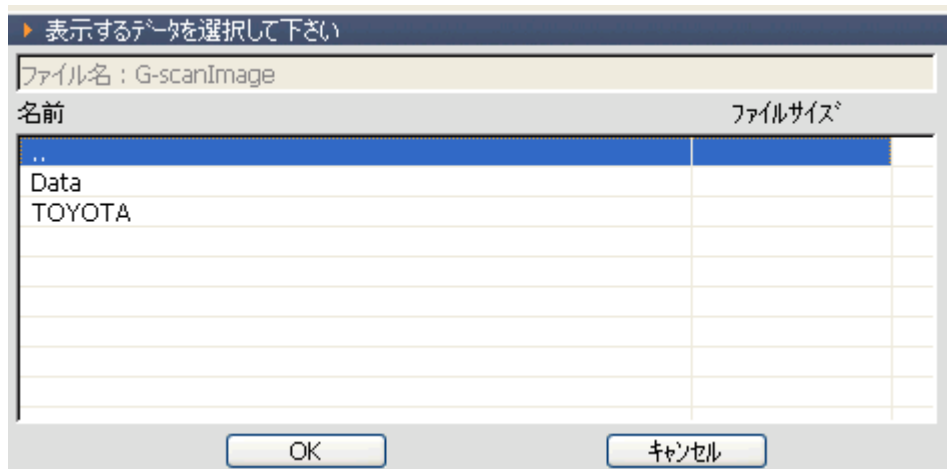 表示するﾃﾞｰﾀを選択して下さい
ﾌｧｲﾙ名 : G-scanImage
名前 ﾌｧｲﾙｻｲｽﾞ
..
Data
TOYOTA
OK ｷｬﾝｾﾙ